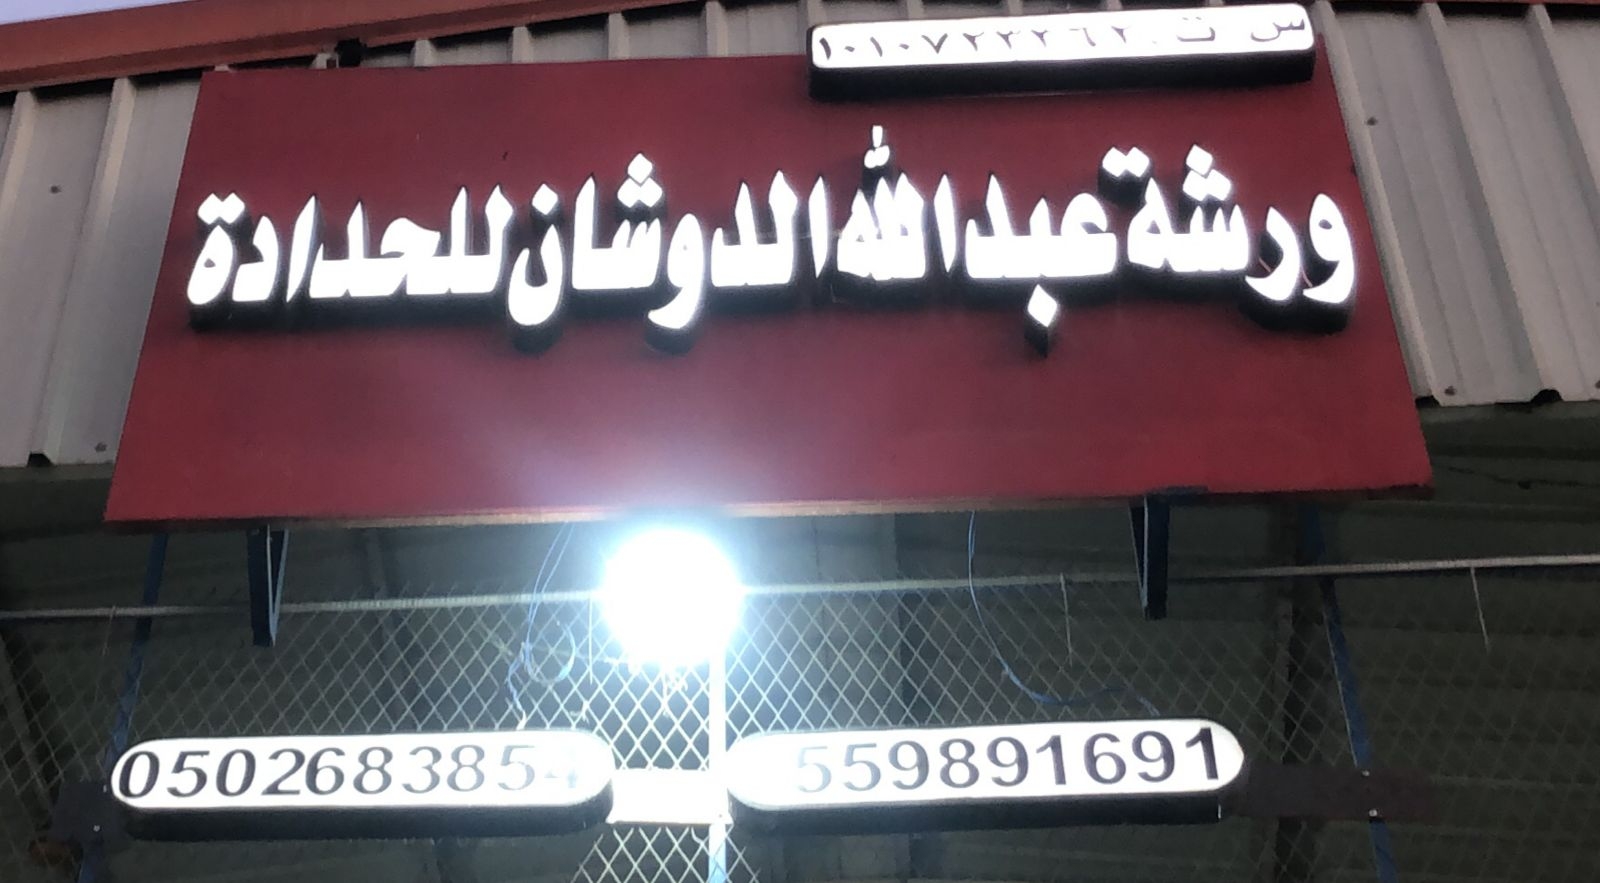 س ت. ١٠١٠٧٢٢٢٦٢
ورشة عبدالله الدوشان للحدادة
0502683854
559891691